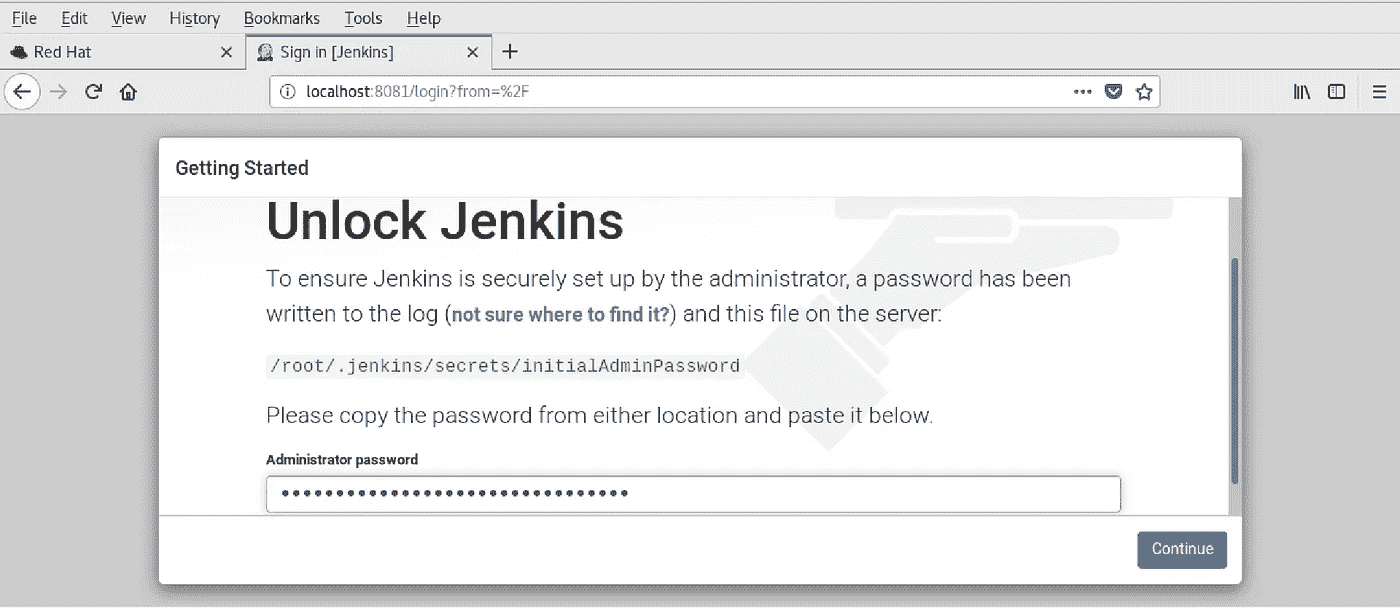 File Edit View History Bookmarks Tools Help
Red Hat Sign in [Jenkins]
localhost:8081/login?from=%2F
Getting Started
Unlock Jenkins
To ensure Jenkins is securely set up by the administrator, a password has been
written to the log (not sure where to find it?) and this file on the server:
/root/.jenkins/secrets/initialAdminPassword
Please copy the password from either location and paste it below.
Administrator password
••••••••••••••••••••••••••••••••
Continue